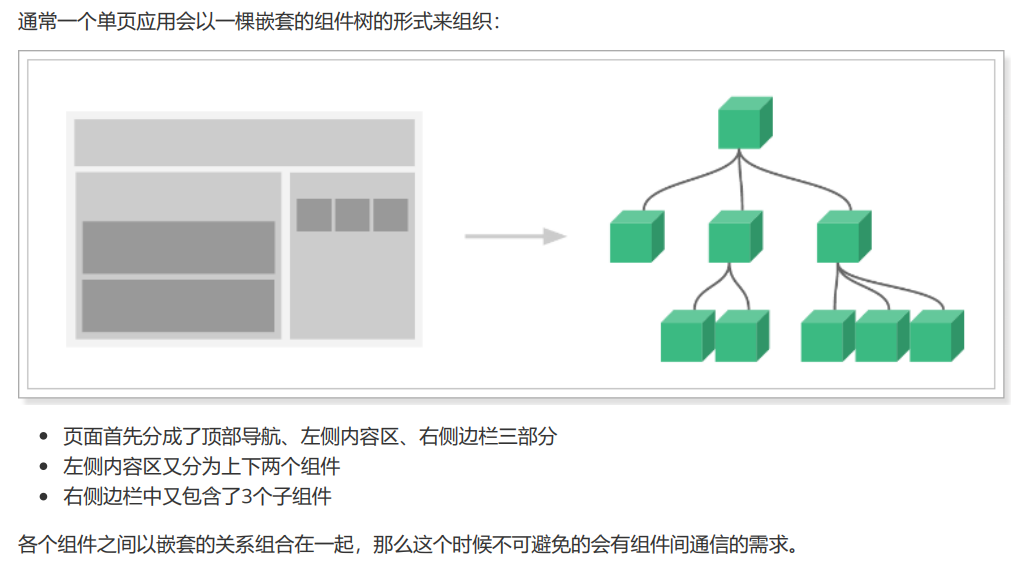 通常一个单页应用会以一棵嵌套的组件树的形式来组织：
页面首先分成了顶部导航、左侧内容区、右侧边栏三部分
左侧内容区又分为上下两个组件
右侧边栏中又包含了3个子组件
各个组件之间以嵌套的关系组合在一起，那么这个时候不可避免的会有组件间通信的需求。